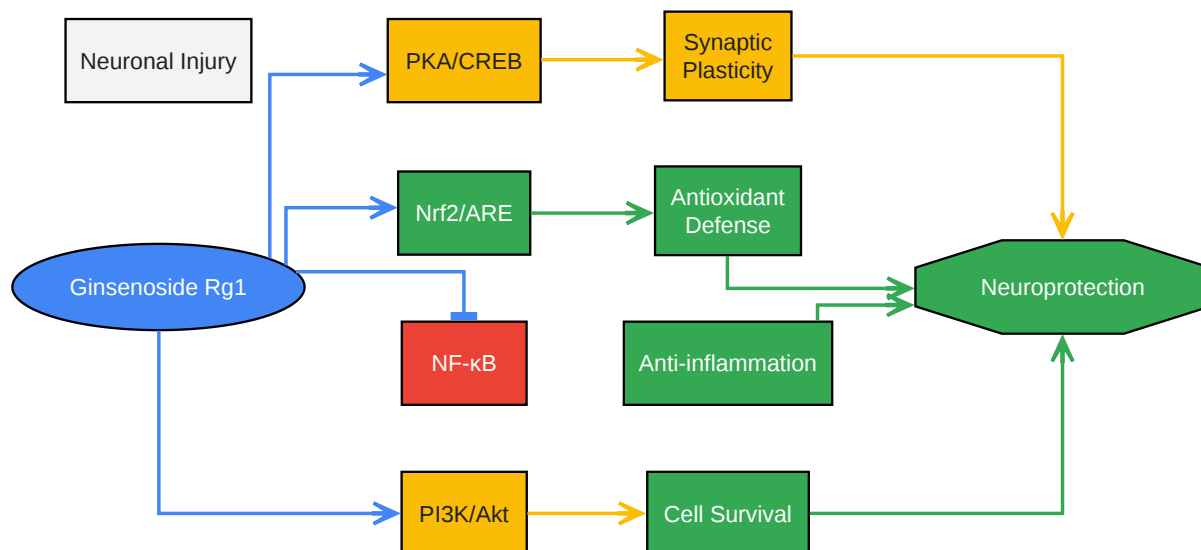 Neuronal Injury
PKA/CREB
Synaptic
Plasticity
Nrf2/ARE
Antioxidant
Defense
Ginsenoside Rg1
Neuroprotection
NF-κB
Anti-inflammation
PI3K/Akt
Cell Survival